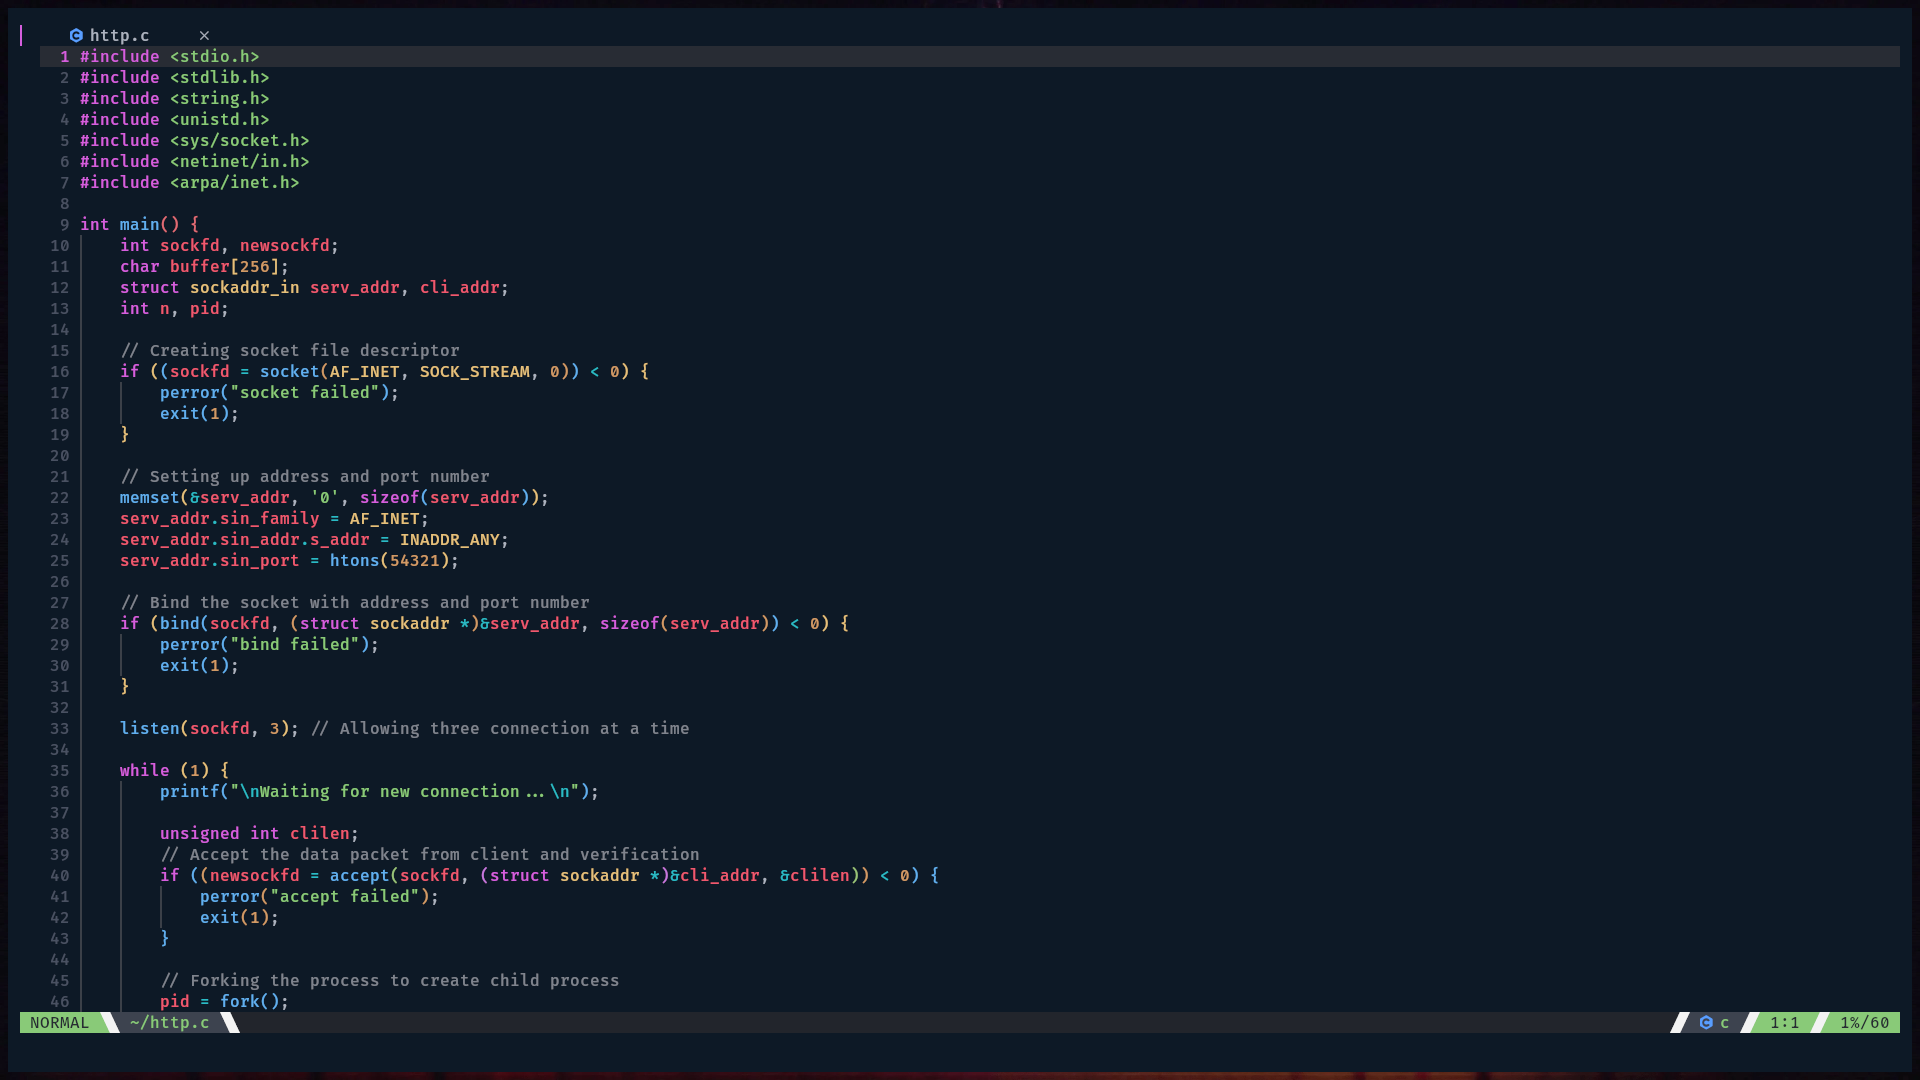 http.c ×
1 #include <stdio.h>
2 #include <stdlib.h>
3 #include <string.h>
4 #include <unistd.h>
5 #include <sys/socket.h>
6 #include <netinet/in.h>
7 #include <arpa/inet.h>
8
9 int main() {
10     int sockfd, newsockfd;
11     char buffer[256];
12     struct sockaddr_in serv_addr, cli_addr;
13     int n, pid;
14
15     // Creating socket file descriptor
16     if ((sockfd = socket(AF_INET, SOCK_STREAM, 0)) < 0) {
17         perror("socket failed");
18         exit(1);
19     }
20
21     // Setting up address and port number
22     memset(&serv_addr, '0', sizeof(serv_addr));
23     serv_addr.sin_family = AF_INET;
24     serv_addr.sin_addr.s_addr = INADDR_ANY;
25     serv_addr.sin_port = htons(54321);
26
27     // Bind the socket with address and port number
28     if (bind(sockfd, (struct sockaddr *)&serv_addr, sizeof(serv_addr)) < 0) {
29         perror("bind failed");
30         exit(1);
31     }
32
33     listen(sockfd, 3); // Allowing three connection at a time
34
35     while (1) {
36         printf("\nWaiting for new connection...\n");
37
38         unsigned int clilen;
39         // Accept the data packet from client and verification
40         if ((newsockfd = accept(sockfd, (struct sockaddr *)&cli_addr, &clilen)) < 0) {
41             perror("accept failed");
42             exit(1);
43         }
44
45         // Forking the process to create child process
46         pid = fork();
NORMAL ~/http.c c 1:1 1%/60